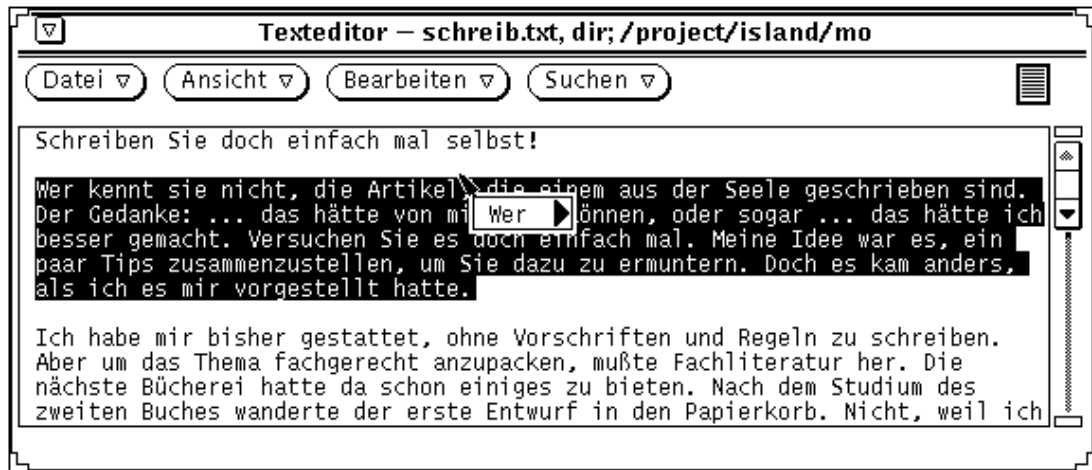 Texteditor – schreib.txt, dir; /project/island/mo
Datei Ansicht Bearbeiten Suchen
Schreiben Sie doch einfach mal selbst!
Wer kennt sie nicht, die Artikel, die einem aus der Seele geschrieben sind.
Der Gedanke: ... das hätte von mi Wer önnen, oder sogar ... das hätte ich
besser gemacht. Versuchen Sie es doch einfach mal. Meine Idee war es, ein
paar Tips zusammenzustellen, um Sie dazu zu ermuntern. Doch es kam anders,
als ich es mir vorgestellt hatte.
Ich habe mir bisher gestattet, ohne Vorschriften und Regeln zu schreiben.
Aber um das Thema fachgerecht anzupacken, mußte Fachliteratur her. Die
nächste Bücherei hatte da schon einiges zu bieten. Nach dem Studium des
zweiten Buches wanderte der erste Entwurf in den Papierkorb. Nicht, weil ich